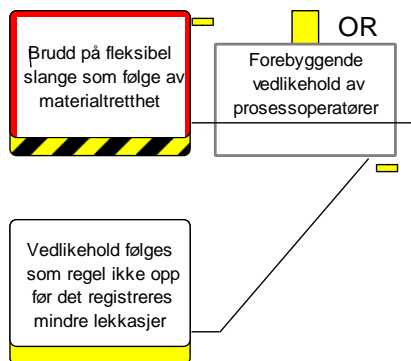 OR
Brudd på fleksibel
slange som følge av
materialtretthet
Forebyggende
vedlikehold av
prosessoperatører
Vedlikehold følges
som regel ikke opp
før det registreres
mindre lekkasjer